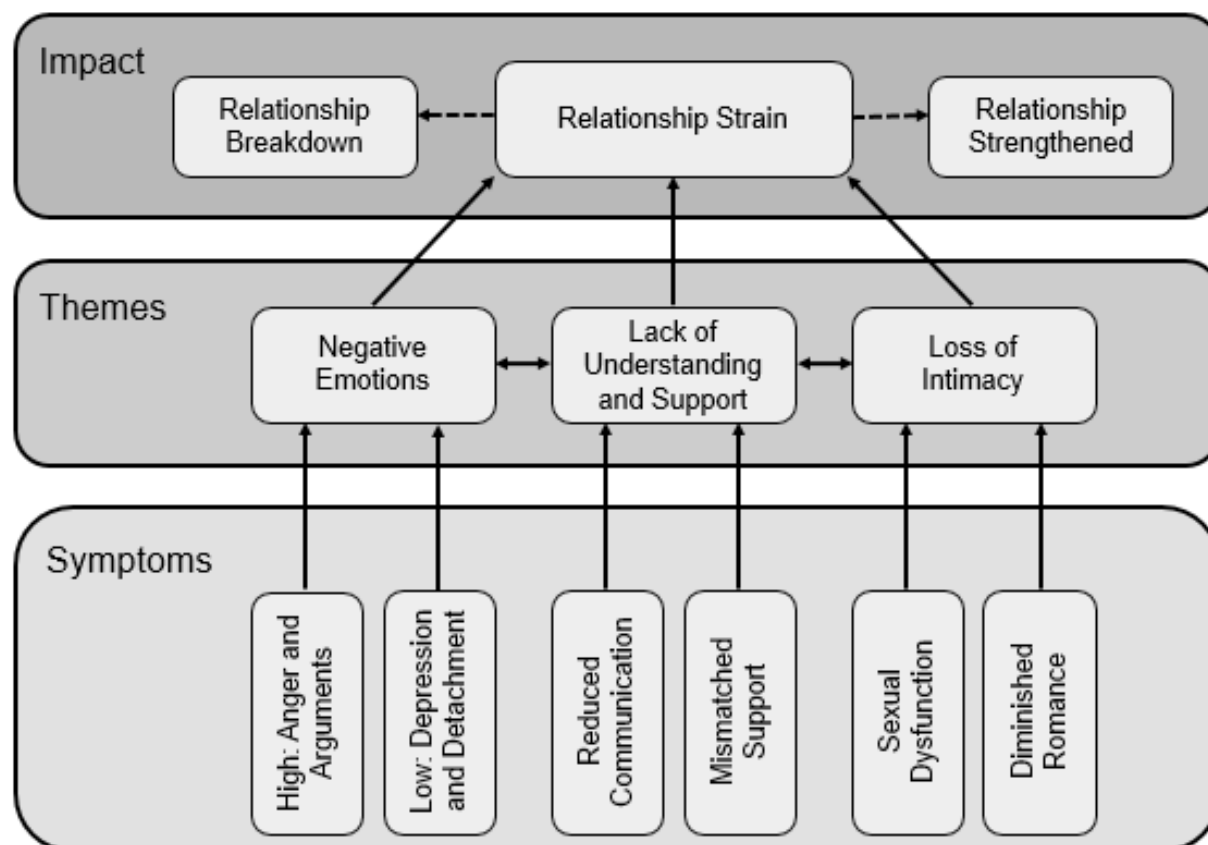 Impact
Relationship
Breakdown
Relationship Strain
Relationship
Strengthened
Themes
Negative
Emotions
Lack of
Understanding
and Support
Loss of
Intimacy
Symptoms
High: Anger and
Arguments
Low: Depression
and Detachment
Reduced
Communication
Mismatched
Support
Sexual
Dysfunction
Diminished
Romance